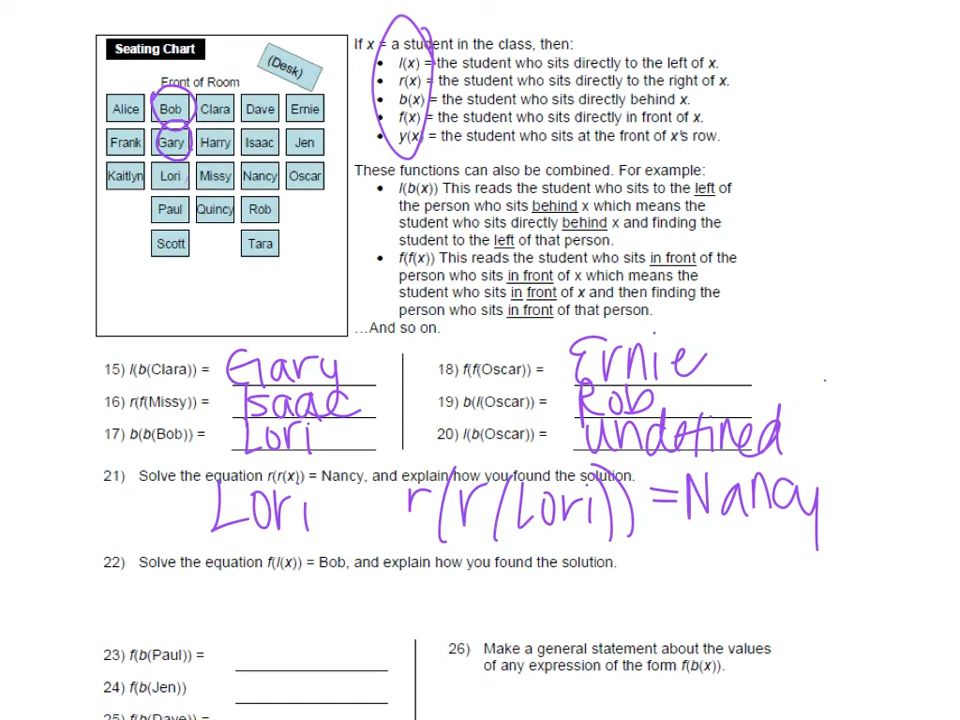 Seating Chart
(Desk)
Front of Room
Alice Bob Clara Dave Ernie
Frank Gary Harry Isaac Jen
Kaitlyn Lori Missy Nancy Oscar
Paul Quincy Rob
Scott Tara
If x = a student in the class, then:
• l(x) = the student who sits directly to the left of x.
• r(x) = the student who sits directly to the right of x.
• b(x) = the student who sits directly behind x.
• f(x) = the student who sits directly in front of x.
• y(x) = the student who sits at the front of x's row.
These functions can also be combined. For example:
• l(b(x)) This reads the student who sits to the left of
the person who sits behind x which means the
student who sits directly behind x and finding the
student to the left of that person.
• f(f(x)) This reads the student who sits in front of the
person who sits in front of x which means the
student who sits in front of x and then finding the
person who sits in front of that person.
…And so on.
15) l(b(Clara)) = Gary
16) r(f(Missy) = Isaac
17) b(b(Bob)) = Lori
18) f(f(Oscar)) = Ernie
19) b(l(Oscar)) = Rob
20) l(b(Oscar)) = undefined
21) Solve the equation r(r(x)) = Nancy, and explain how you found the solution.
Lori r(r(Lori)) = Nancy
22) Solve the equation f(l(x)) = Bob, and explain how you found the solution.
23) f(b(Paul)) =
24) f(b(Jen))
25) f(b(Dave)) =
26) Make a general statement about the values
of any expression of the form f(b(x)).